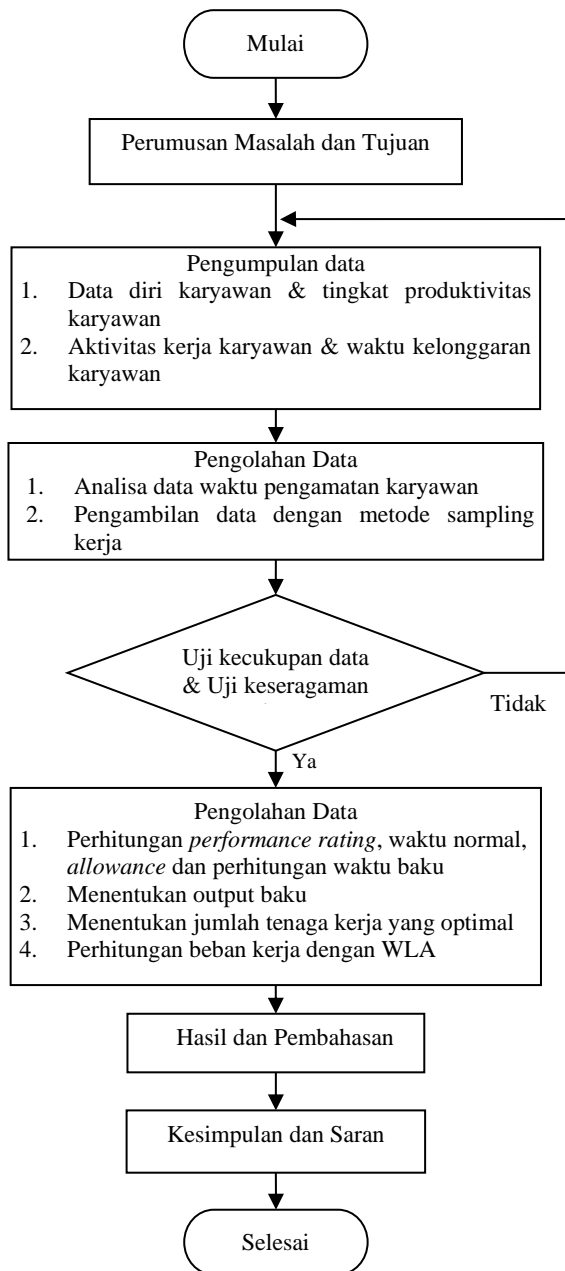 Mulai
Perumusan Masalah dan Tujuan
Pengumpulan data
1. Data diri karyawan & tingkat produktivitas
karyawan
2. Aktivitas kerja karyawan & waktu kelonggaran
karyawan
Pengolahan Data
1. Analisa data waktu pengamatan karyawan
2. Pengambilan data dengan metode sampling
kerja
Uji kecukupan data
& Uji keseragaman
Tidak
Ya
Pengolahan Data
1. Perhitungan performance rating, waktu normal,
allowance dan perhitungan waktu baku
2. Menentukan output baku
3. Menentukan jumlah tenaga kerja yang optimal
4. Perhitungan beban kerja dengan WLA
Hasil dan Pembahasan
Kesimpulan dan Saran
Selesai